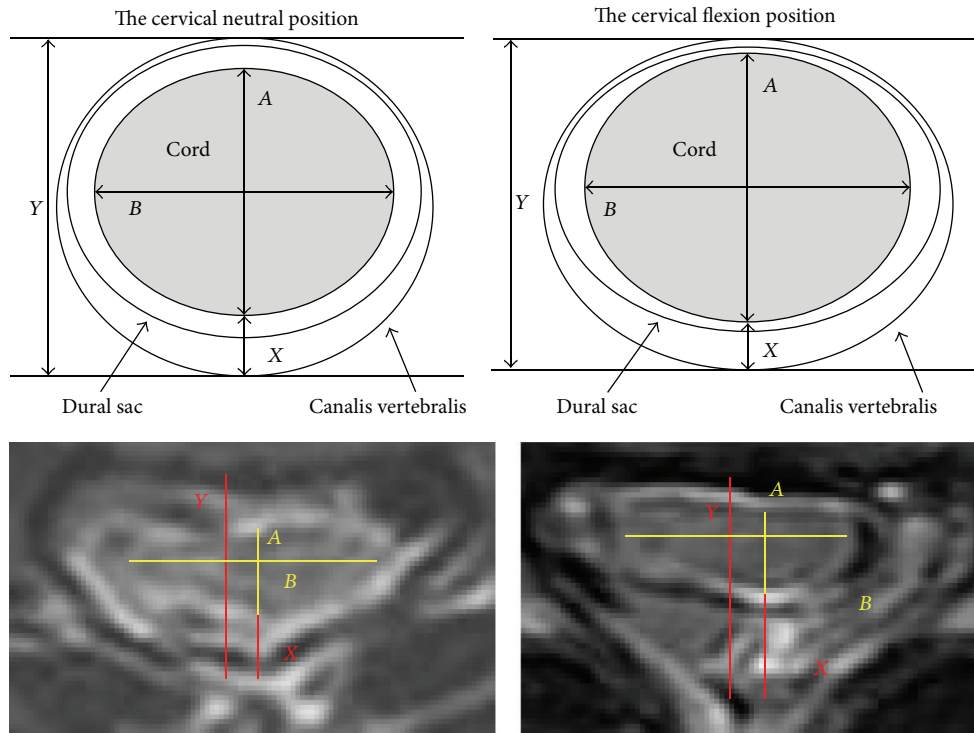 The cervical neutral position
The cervical flexion position
A
Cord
Y
B
X
Dural sac
Canalis vertebralis
A
Cord
Y
B
X
Dural sac
Canalis vertebralis
Y
A
B
X
A
Y
B
X